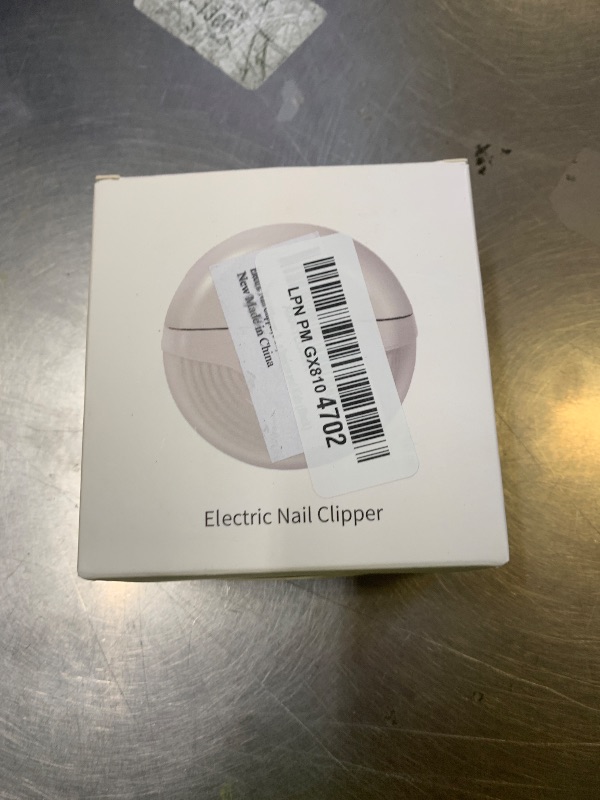 New Made in China
LPN PM GX810 4702
Electric Nail Clipper